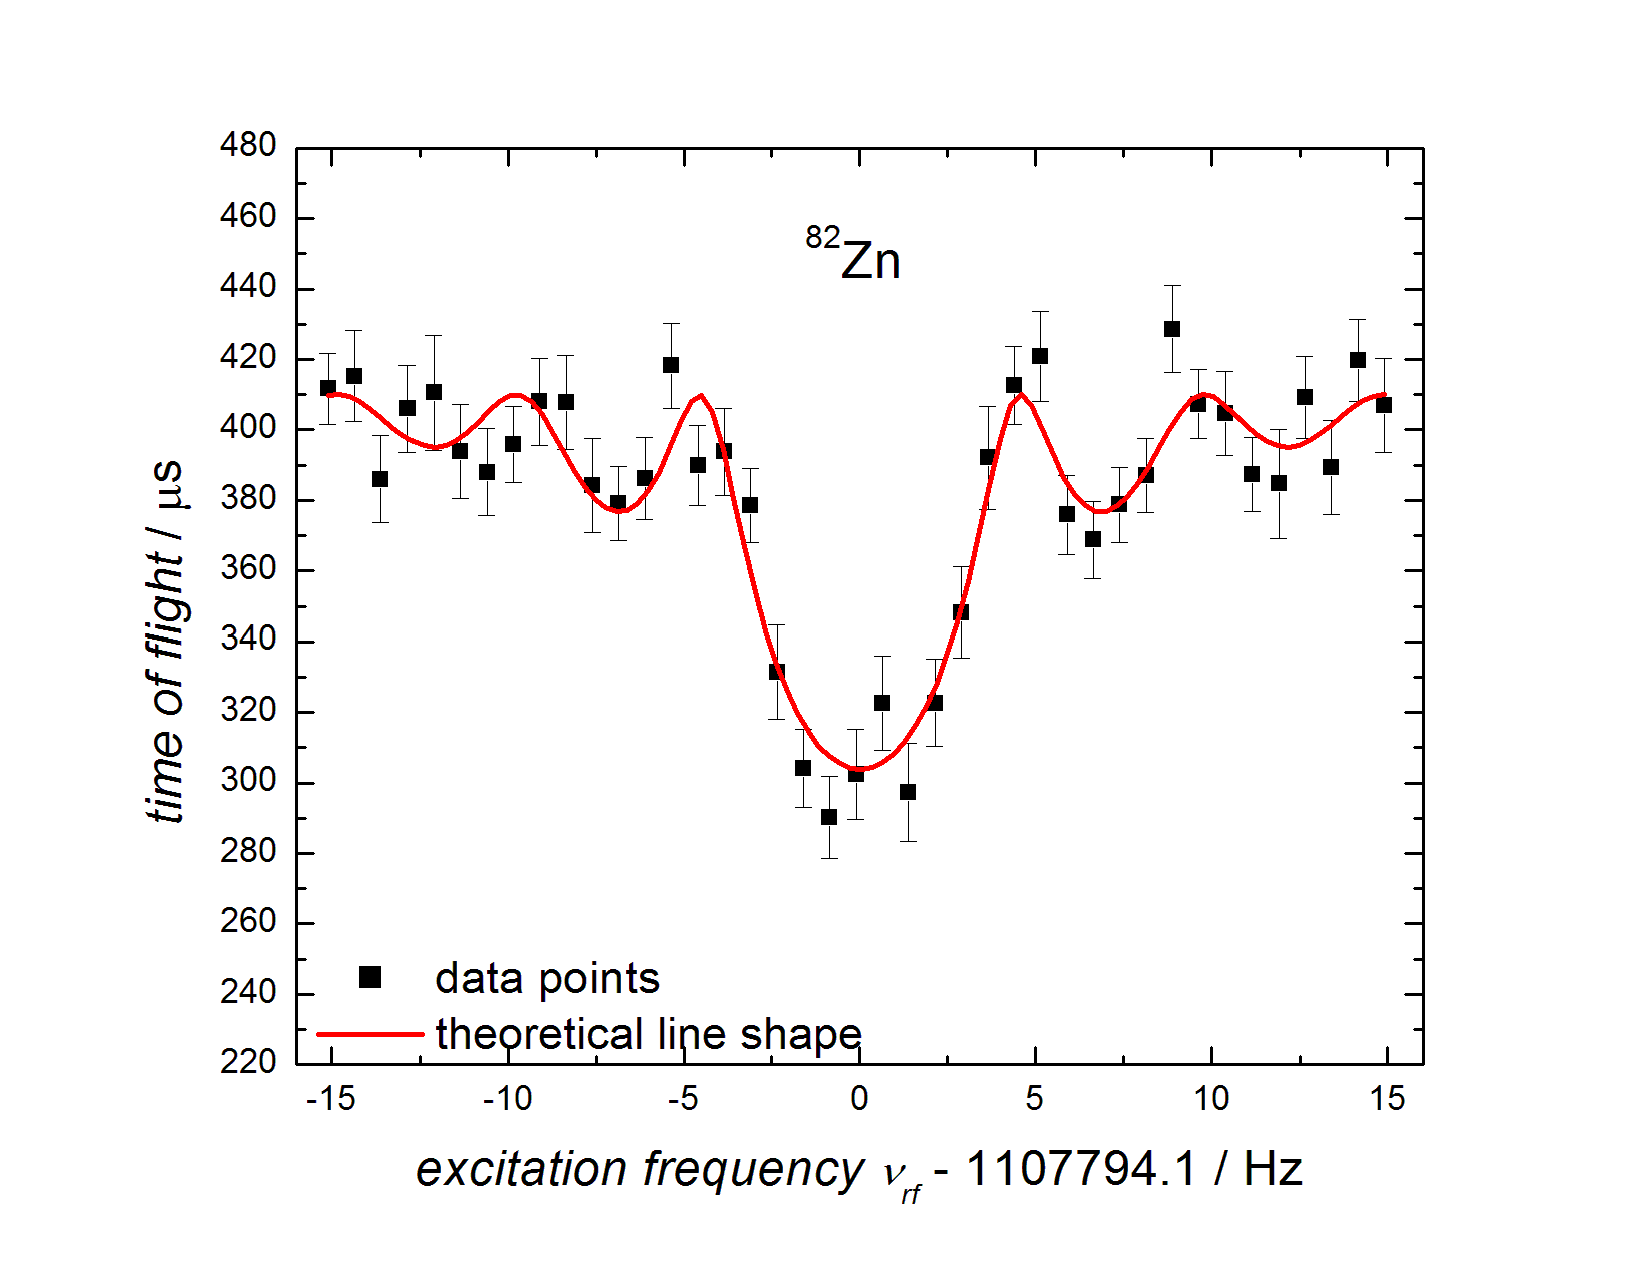 480
460
440
420
400
380
360
340
320
300
280
260
240
220
time of flight / μs
⁸²Zn
data points
theoretical line shape
-15 -10 -5 0 5 10 15
excitation frequency ν_rf - 1107794.1 / Hz